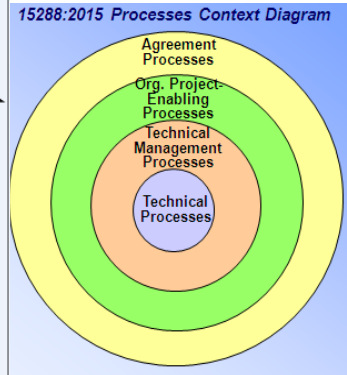 15288:2015 Processes Context Diagram
Agreement
Processes
Org. Project-
Enabling
Processes
Technical
Management
Processes
Technical
Processes